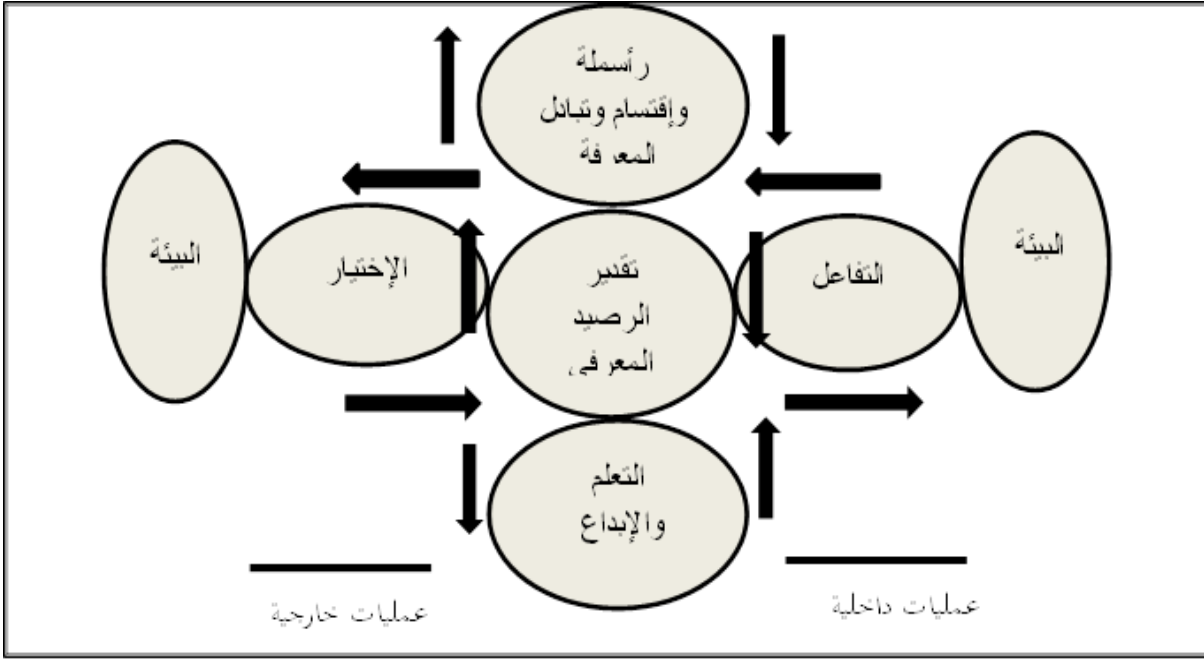 رأسملة
وإقتسام وتبادل
المعرفة
البيئة
التفاعل
تقدير
الرصيد
المعرفي
الإختيار
البيئة
التعلم
والإبداع
عمليات داخلية
عمليات خارجية